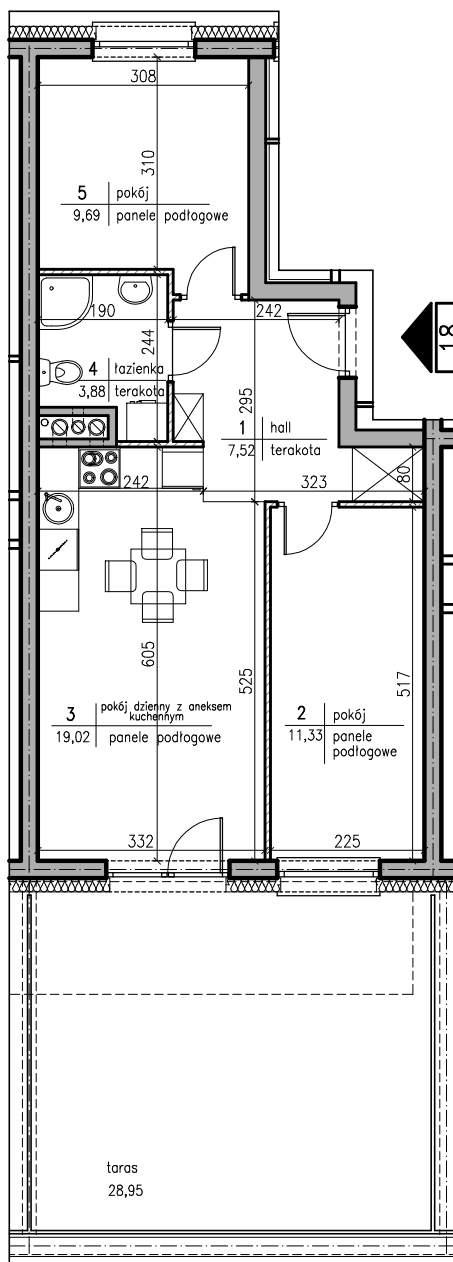 308
310
5 pokój
9,69 panele podłogowe
190
242
244
4 łazienka
3,88 terakota
18
295
1 hall
7,52 terakota
242
323
80
605
525
517
3 pokój dzienny z aneksem
kuchennym
19,02 panele podłogowe
2 pokój
11,33 panele
podłogowe
332
225
taras
28,95